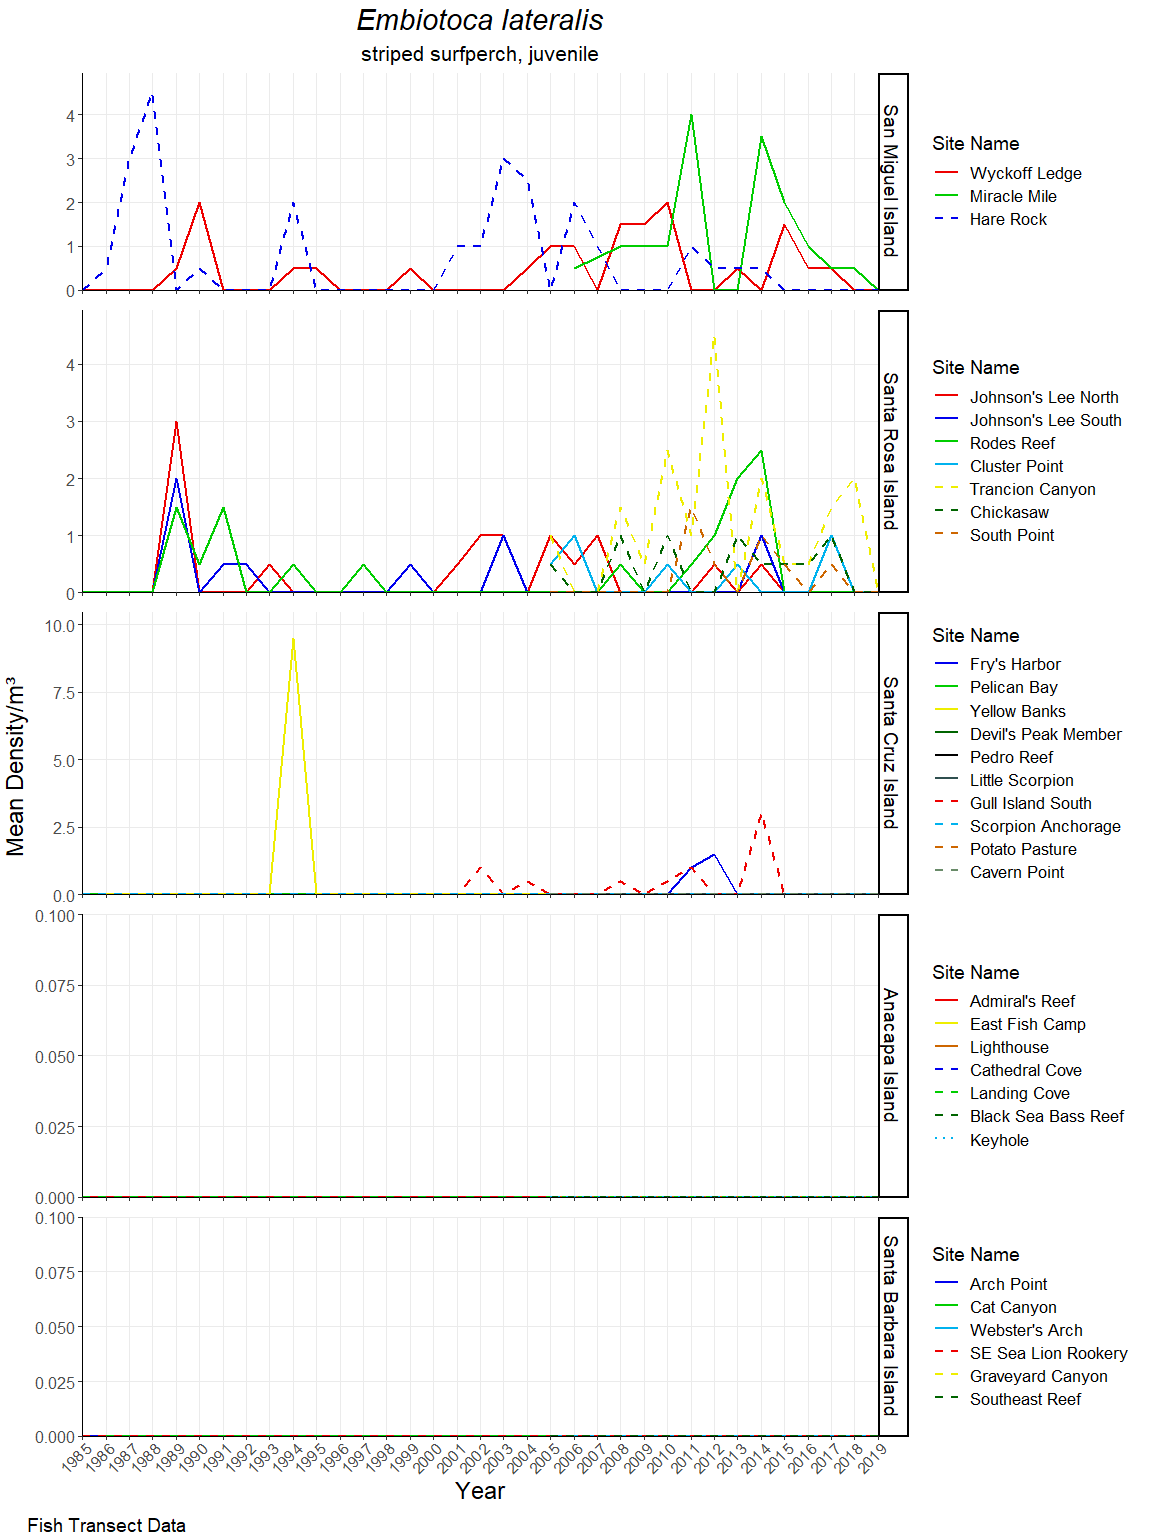 Embiotoca lateralis
striped surfperch, juvenile
4
3
2
1
0
San Miguel Island
Site Name
Wyckoff Ledge
Miracle Mile
Hare Rock
4
3
2
1
0
Santa Rosa Island
Site Name
Johnson's Lee North
Johnson's Lee South
Rodes Reef
Cluster Point
Trancion Canyon
Chickasaw
South Point
Mean Density/m³
10.0
7.5
5.0
2.5
0.0
Santa Cruz Island
Site Name
Fry's Harbor
Pelican Bay
Yellow Banks
Devil's Peak Member
Pedro Reef
Little Scorpion
Gull Island South
Scorpion Anchorage
Potato Pasture
Cavern Point
0.100
0.075
0.050
0.025
0.000
Anacapa Island
Site Name
Admiral's Reef
East Fish Camp
Lighthouse
Cathedral Cove
Landing Cove
Black Sea Bass Reef
Keyhole
0.100
0.075
0.050
0.025
0.000
Santa Barbara Island
Site Name
Arch Point
Cat Canyon
Webster's Arch
SE Sea Lion Rookery
Graveyard Canyon
Southeast Reef
1985 1986 1987 1988 1989 1990 1991 1992 1993 1994 1995 1996 1997 1998 1999 2000 2001 2002 2003 2004 2005 2006 2007 2008 2009 2010 2011 2012 2013 2014 2015 2016 2017 2018 2019
Year
Fish Transect Data